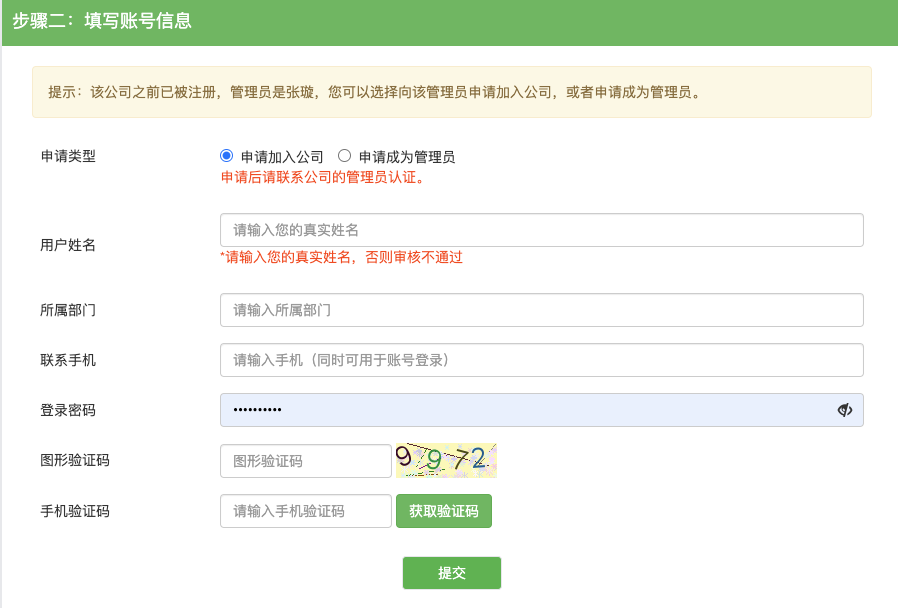 步骤二：填写账号信息
提示：该公司之前已被注册，管理员是张璇，您可以选择向该管理员申请加入公司，或者申请成为管理员。
申请类型 申请加入公司 申请成为管理员
申请后请联系公司的管理员认证。
用户姓名 请输入您的真实姓名
*请输入您的真实姓名，否则审核不通过
所属部门 请输入所属部门
联系手机 请输入手机（同时可用于账号登录）
登录密码 ••••••••••
图形验证码 图形验证码 9972
手机验证码 请输入手机验证码 获取验证码
提交